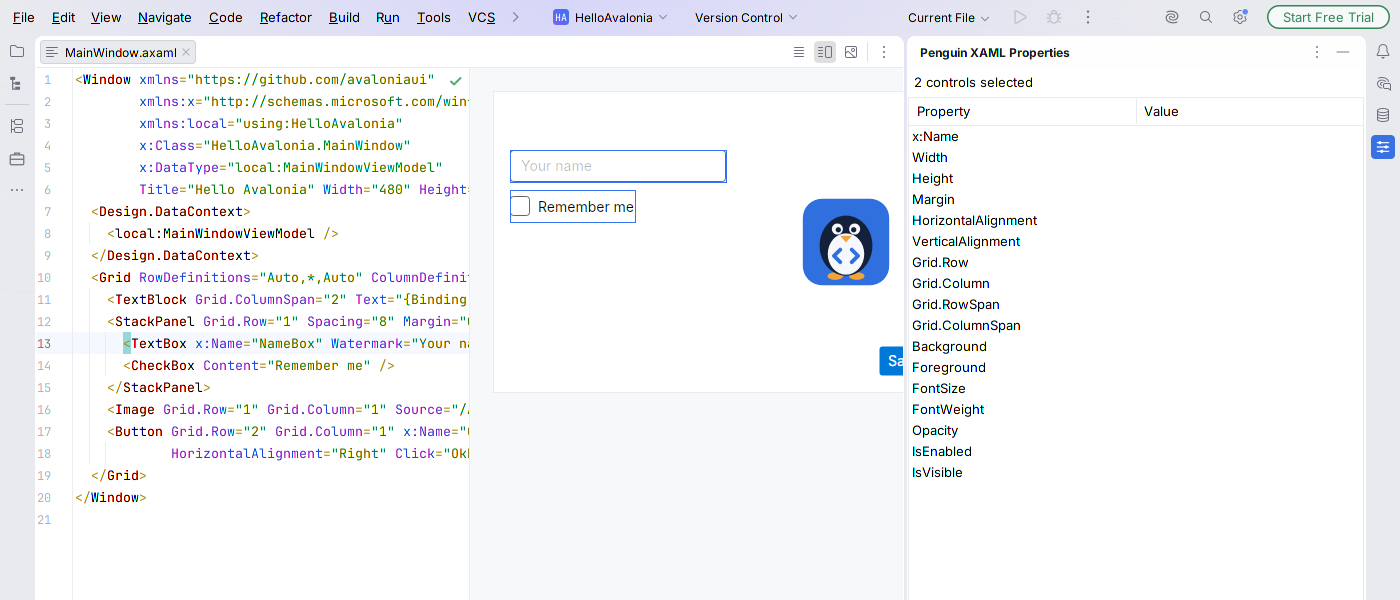 File Edit View Navigate Code Refactor Build Run Tools VCS HA HelloAvalonia Version Control Current File Start Free Trial
MainWindow.axaml
1 <Window xmlns="https://github.com/avaloniaui"
2 xmlns:x="http://schemas.microsoft.com/win
3 xmlns:local="using:HelloAvalonia"
4 x:Class="HelloAvalonia.MainWindow"
5 x:DataType="local:MainWindowViewModel"
6 Title="Hello Avalonia" Width="480" Height=
7 <Design.DataContext>
8 <local:MainWindowViewModel />
9 </Design.DataContext>
10 <Grid RowDefinitions="Auto,*,Auto" ColumnDefinit
11 <TextBlock Grid.ColumnSpan="2" Text="{Binding
12 <StackPanel Grid.Row="1" Spacing="8" Margin="
13 <TextBox x:Name="NameBox" Watermark="Your na
14 <CheckBox Content="Remember me" />
15 </StackPanel>
16 <Image Grid.Row="1" Grid.Column="1" Source="/
17 <Button Grid.Row="2" Grid.Column="1" x:Name="
18 HorizontalAlignment="Right" Click="Ok
19 </Grid>
20 </Window>
21
Your name
Remember me
Sa
Penguin XAML Properties
2 controls selected
Property Value
x:Name
Width
Height
Margin
HorizontalAlignment
VerticalAlignment
Grid.Row
Grid.Column
Grid.RowSpan
Grid.ColumnSpan
Background
Foreground
FontSize
FontWeight
Opacity
IsEnabled
IsVisible